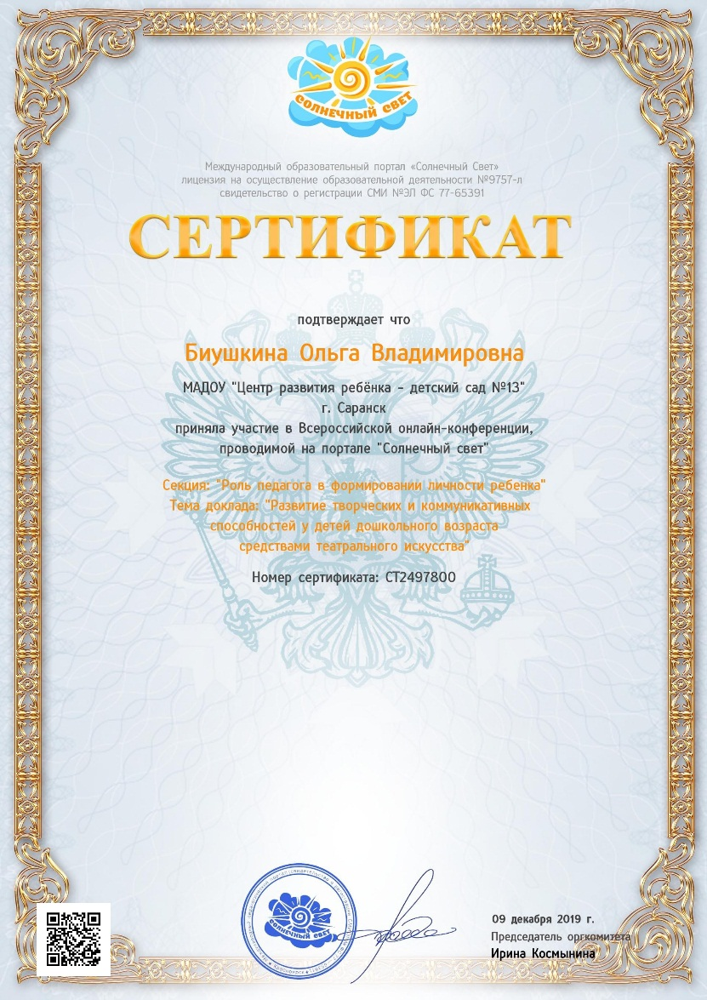 СОЛНЕЧНЫЙ СВЕТ
Международный образовательный портал «Солнечный Свет»
лицензия на осуществление образовательной деятельности №9757-л
свидетельство о регистрации СМИ №ЭЛ ФС 77-65391
СЕРТИФИКАТ
подтверждает что
Биушкина Ольга Владимировна
МАДОУ "Центр развития ребёнка - детский сад №13"
г. Саранск
приняла участие в Всероссийской онлайн-конференции,
проводимой на портале "Солнечный свет"
Секция: "Роль педагога в формировании личности ребенка"
Тема доклада: "Развитие творческих и коммуникативных
способностей у детей дошкольного возраста
средствами театрального искусства"
Номер сертификата: СТ2497800
СОЛНЕЧНЫЙ СВЕТ
09 декабря 2019 г.
Председатель оргкомитета
Ирина Космынина